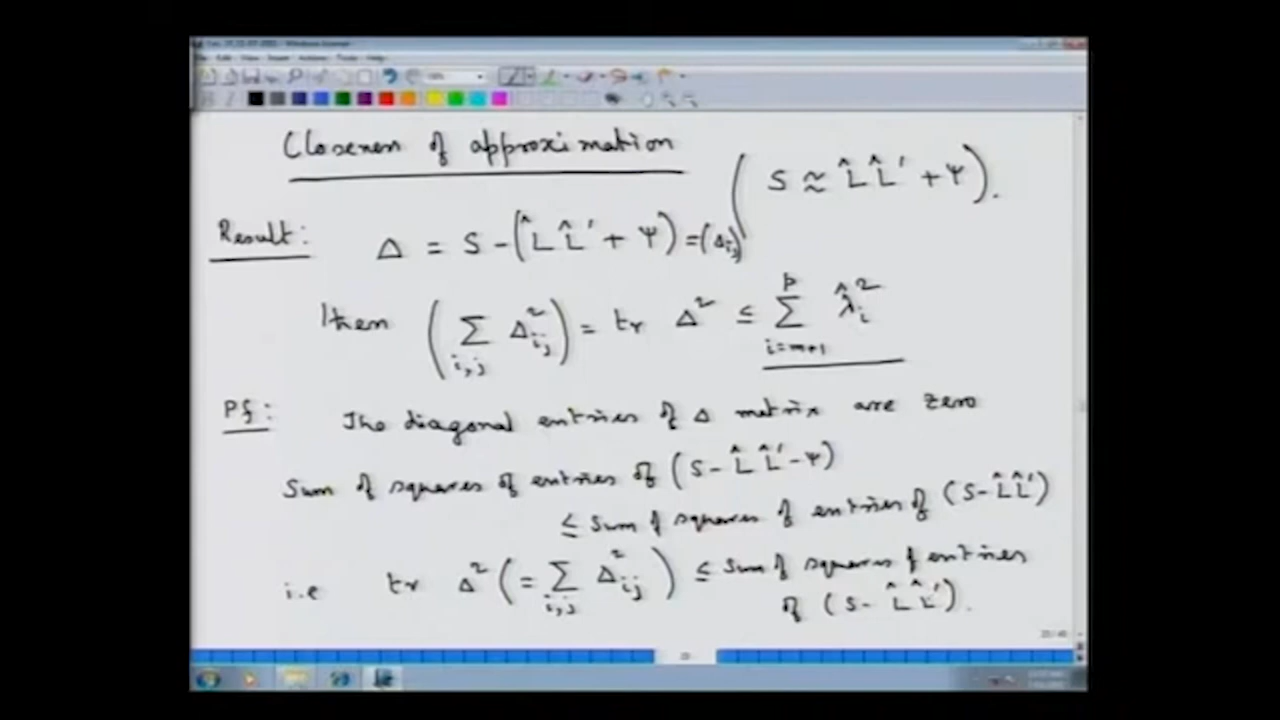 Closeness of approximation
(S ≈ L̂ L̂' + Ψ).
Result: Δ = S - (L̂ L̂' + Ψ) = (Δij)
Then (∑i,j Δ²ij) = tr Δ² ≤ ∑_{i=m+1}^{p} λ̂i²
Pf: The diagonal entries of Δ matrix are zero
Sum of squares of entries of (S - L̂ L̂' - Ψ)
≤ Sum of squares of entries of (S - L̂ L̂')
i.e tr Δ² (= ∑i,j Δ²ij) ≤ Sum of squares of entries
of (S - L̂ L̂').